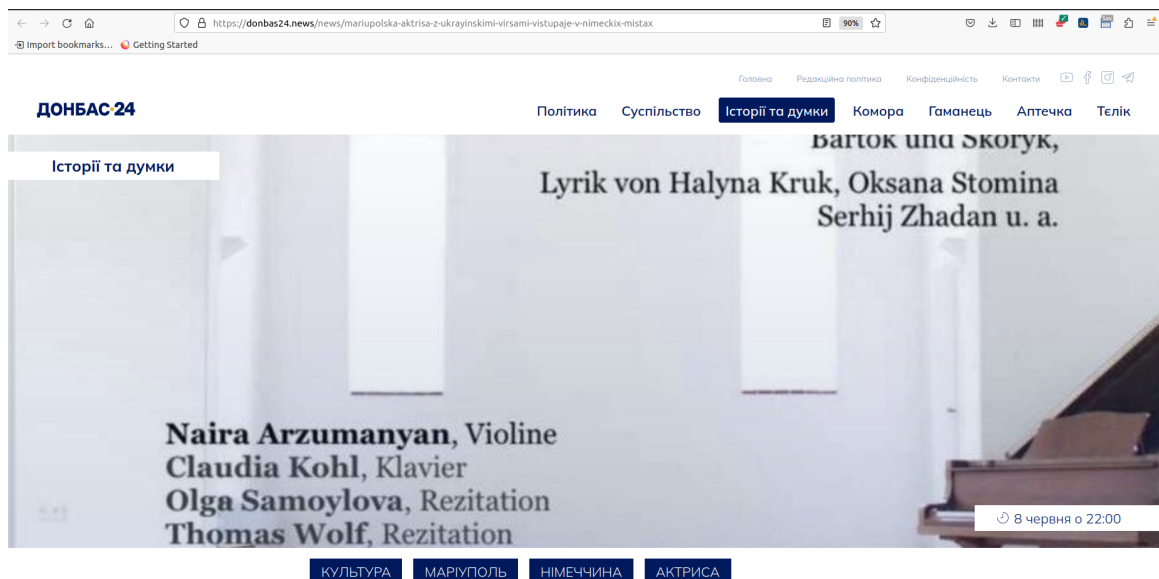 https://donbas24.news/news/mariupolska-aktrisa-z-ukrayinskimi-virsami-vistupaje-v-nimeckix-mistax
90%
Import bookmarks... Getting Started
Головна Редакційна політика Конфіденційність Контакти
ДОНБАС24
Політика Суспільство Історії та думки Комора Гаманець Аптечка Тєлік
Історії та думки
Bartok und Skoryk,
Lyrik von Halyna Kruk, Oksana Stomina
Serhij Zhadan u. a.
Naira Arzumanyan, Violine
Claudia Kohl, Klavier
Olga Samoylova, Rezitation
Thomas Wolf, Rezitation
8 червня о 22:00
КУЛЬТУРА МАРІУПОЛЬ НІМЕЧЧИНА АКТРИСА